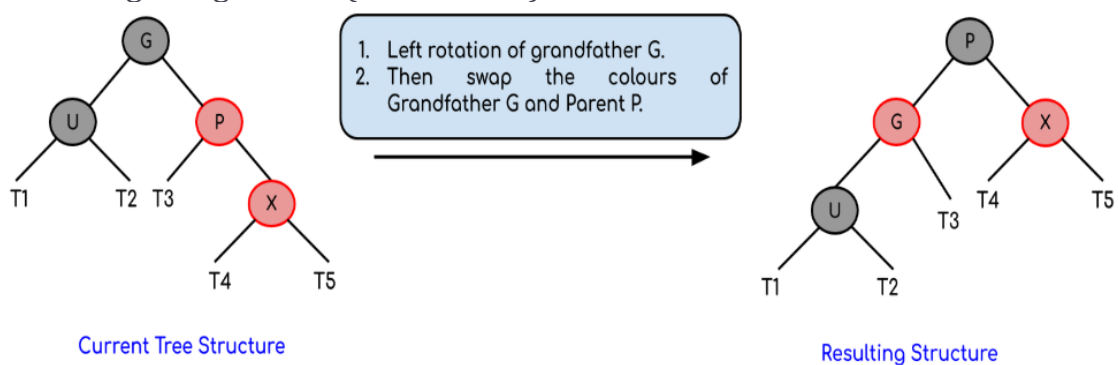 G
1. Left rotation of grandfather G.
2. Then swap the colours of
Grandfather G and Parent P.
P
U
P
G
X
T1
T2
T3
X
U
T3
T4
T5
T4
T5
T1
T2
Current Tree Structure
Resulting Structure